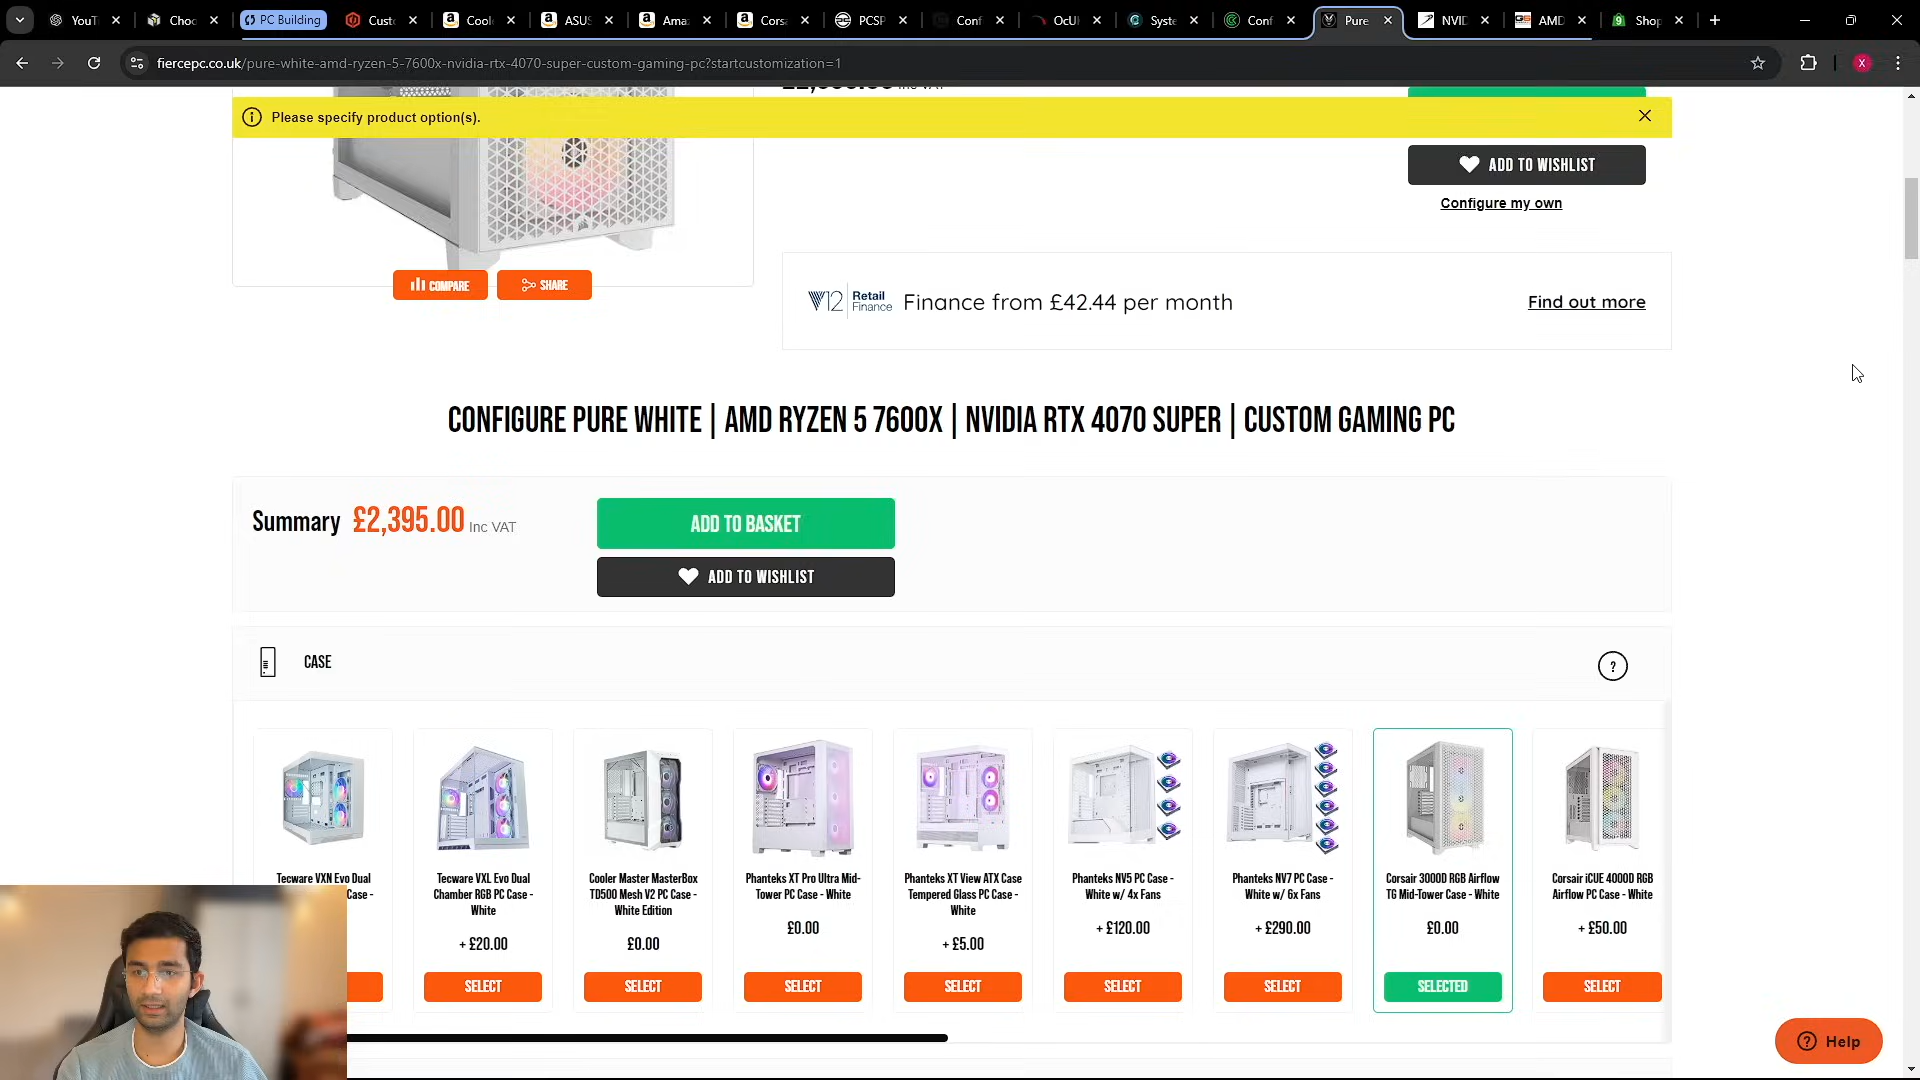 YouT
Choc
PC Building
Custo
Coole
ASUS
Amaz
Corsa
PCSP
Confi
OcUK
Syste
Confi
Pure
NVID
AMD
Shop
fiercepc.co.uk/pure-white-amd-ryzen-5-7600x-nvidia-rtx-4070-super-custom-gaming-pc?startcustomization=1
X
Please specify product option(s).
ADD TO WISHLIST
Configure my own
COMPARE
SHARE
V12 Retail Finance
Finance from £42.44 per month
Find out more
CONFIGURE PURE WHITE | AMD RYZEN 5 7600X | NVIDIA RTX 4070 SUPER | CUSTOM GAMING PC
Summary £2,395.00 Inc VAT
ADD TO BASKET
ADD TO WISHLIST
CASE
?
Tecware VXN Evo Dual
Case -
Tecware VXL Evo Dual
Chamber RGB PC Case -
White
+ £20.00
SELECT
Cooler Master MasterBox
TD500 Mesh V2 PC Case -
White Edition
£0.00
SELECT
Phanteks XT Pro Ultra Mid-
Tower PC Case - White
£0.00
SELECT
Phanteks XT View ATX Case
Tempered Glass PC Case -
White
+ £5.00
SELECT
Phanteks NV5 PC Case -
White w/ 4x Fans
+ £120.00
SELECT
Phanteks NV7 PC Case -
White w/ 6x Fans
+ £290.00
SELECT
Corsair 3000D RGB Airflow
TG Mid-Tower Case - White
£0.00
SELECTED
Corsair iCUE 4000D RGB
Airflow PC Case - White
+ £50.00
SELECT
? Help